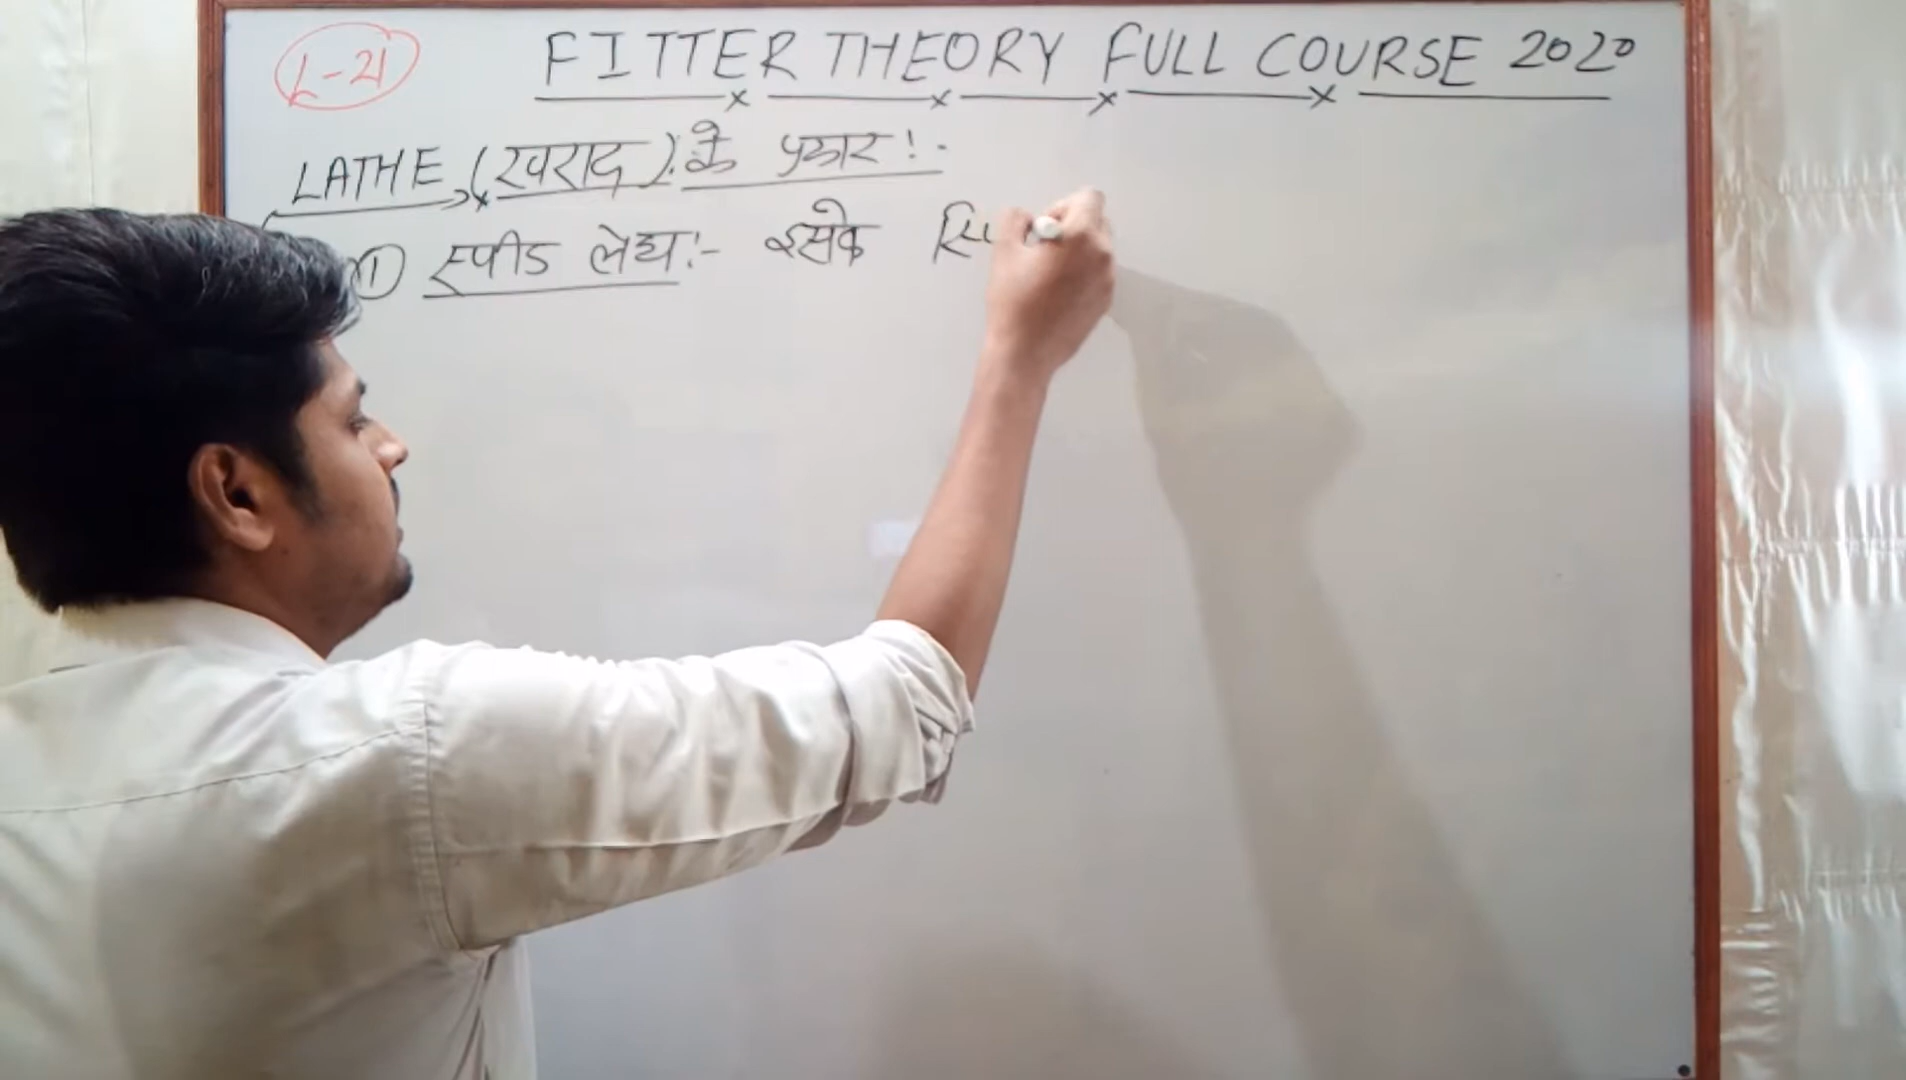 L-21
FITTER THEORY FULL COURSE 2020
LATHE (खराद) के प्रकार :-
① स्पीड लेथ :- इसके